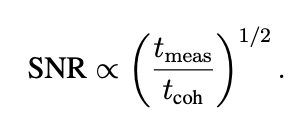 SNR ∝ (t_meas / t_coh)^{1/2}.